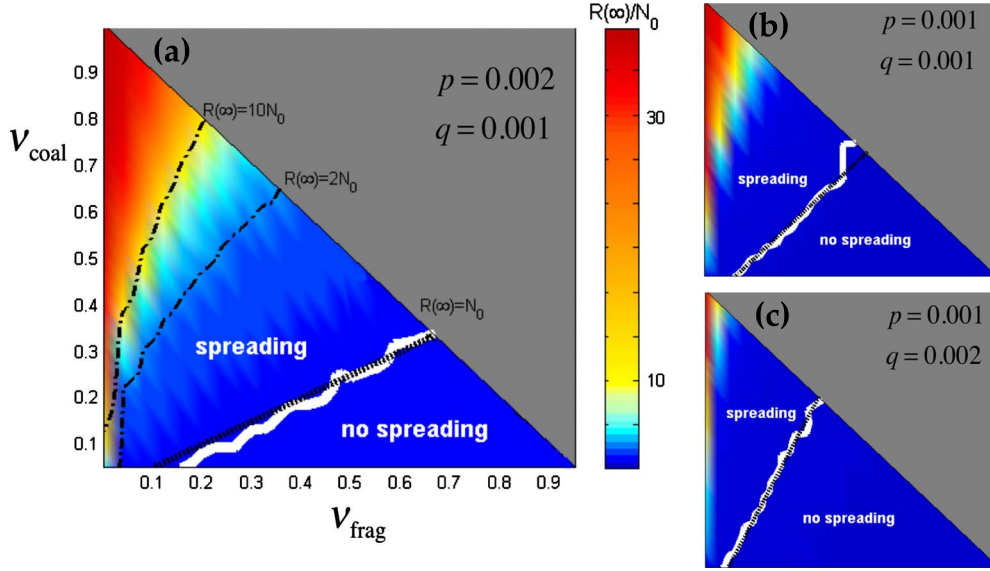 (a)
R(∞)/N₀
p = 0.002
q = 0.001
30
10
R(∞)=10N₀
R(∞)=2N₀
R(∞)=N₀
spreading
no spreading
ν_coal
0.9
0.8
0.7
0.6
0.5
0.4
0.3
0.2
0.1
0.1 0.2 0.3 0.4 0.5 0.6 0.7 0.8 0.9
ν_frag
(b)
p = 0.001
q = 0.001
spreading
no spreading
(c)
p = 0.001
q = 0.002
spreading
no spreading